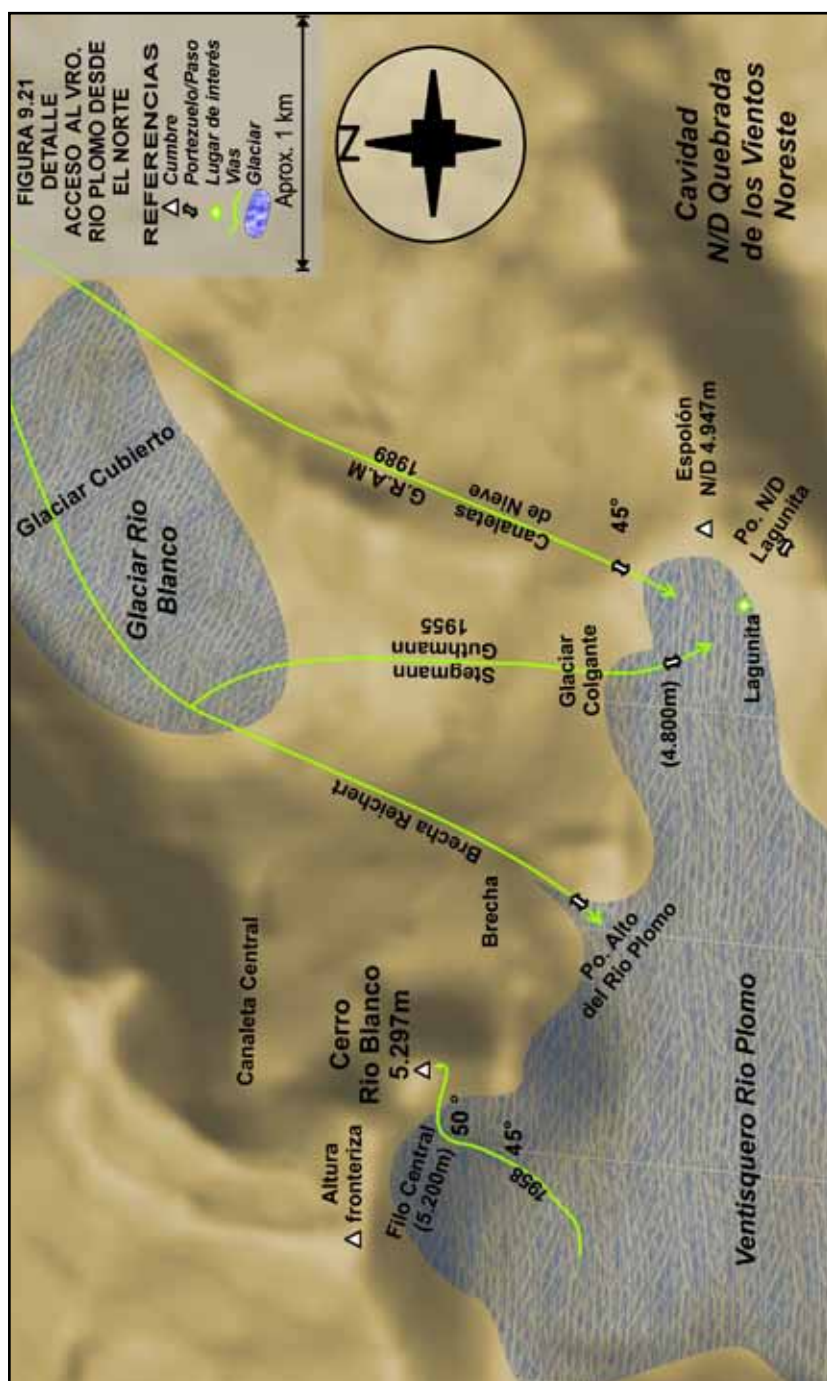 FIGURA 9.21
DETALLE
ACCESO AL VRO.
RIO PLOMO DESDE
EL NORTE
REFERENCIAS
Cumbre
Portezuelo/Paso
Lugar de interés
Vias
Glaciar
Aprox. 1 km
N
Cavidad
N/D Quebrada
de los Vientos
Noreste
Glaciar Cubierto
Glaciar Rio
Blanco
Canaletas
de Nieve
G.R.A.M
1989
45°
Espolón
N/D 4.947m
Po. N/D
Lagunita
Stegmann
Guthmann
1955
Glaciar
Colgante
(4.800m)
Lagunita
Brecha Reichert
Brecha
Po. Alto
del Rio Plomo
Canaleta Central
Cerro
Rio Blanco
5.297m
Altura
fronteriza
Filo Central
(5.200m)
50°
45°
1958
Ventisquero Rio Plomo